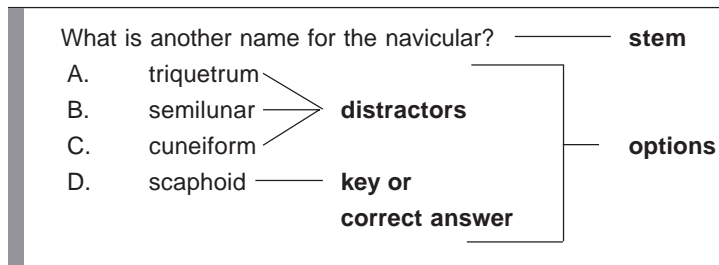 What is another name for the navicular? stem
A. triquetrum
B. semilunar distractors
C. cuneiform options
D. scaphoid key or
correct answer